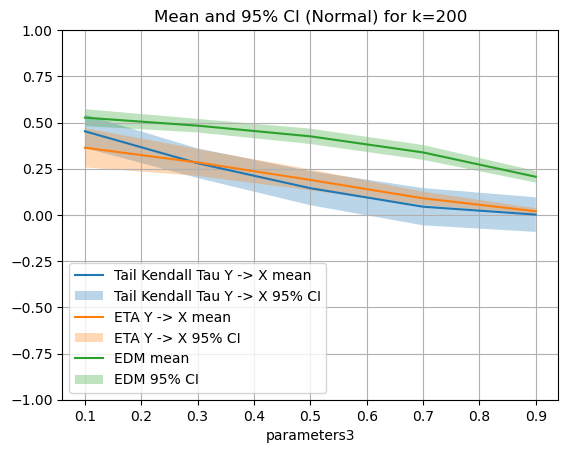 Mean and 95% CI (Normal) for k=200
1.00
0.75
0.50
0.25
0.00
−0.25
−0.50
−0.75
−1.00
Tail Kendall Tau Y -> X mean
Tail Kendall Tau Y -> X 95% CI
ETA Y -> X mean
ETA Y -> X 95% CI
EDM mean
EDM 95% CI
0.1 0.2 0.3 0.4 0.5 0.6 0.7 0.8 0.9
parameters3